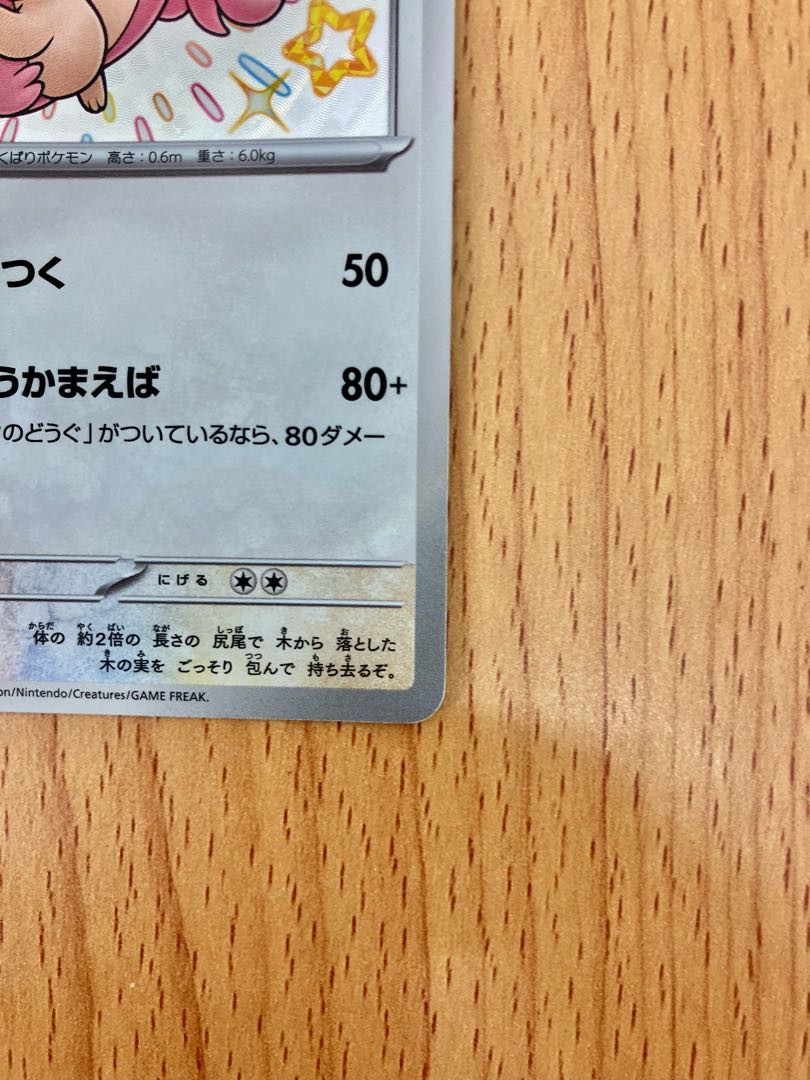 くばりポケモン 高さ：0.6m 重さ：6.0kg
つく 50
うかまえば 80+
のどうぐ」がついているなら、80ダメー
にげる
体の 約2倍の 長さの 尻尾で 木から 落とした
木の実を ごっそり 包んで 持ち去るぞ。
on/Nintendo/Creatures/GAME FREAK.